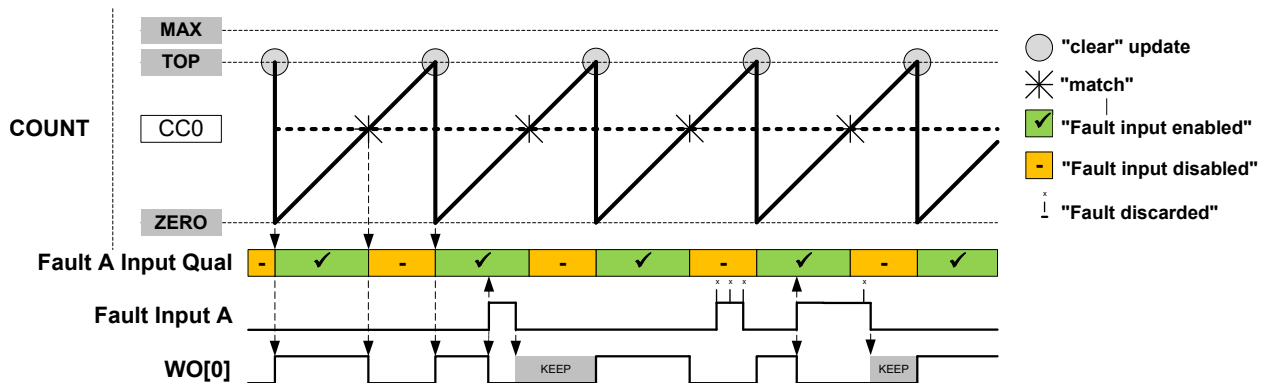 MAX
TOP
COUNT
CC0
ZERO
"clear" update
"match"
"Fault input enabled"
"Fault input disabled"
x
"Fault discarded"
Fault A Input Qual
- ✓ - ✓ - ✓ - ✓ - ✓
x x x x
Fault Input A
WO[0]
KEEP
KEEP